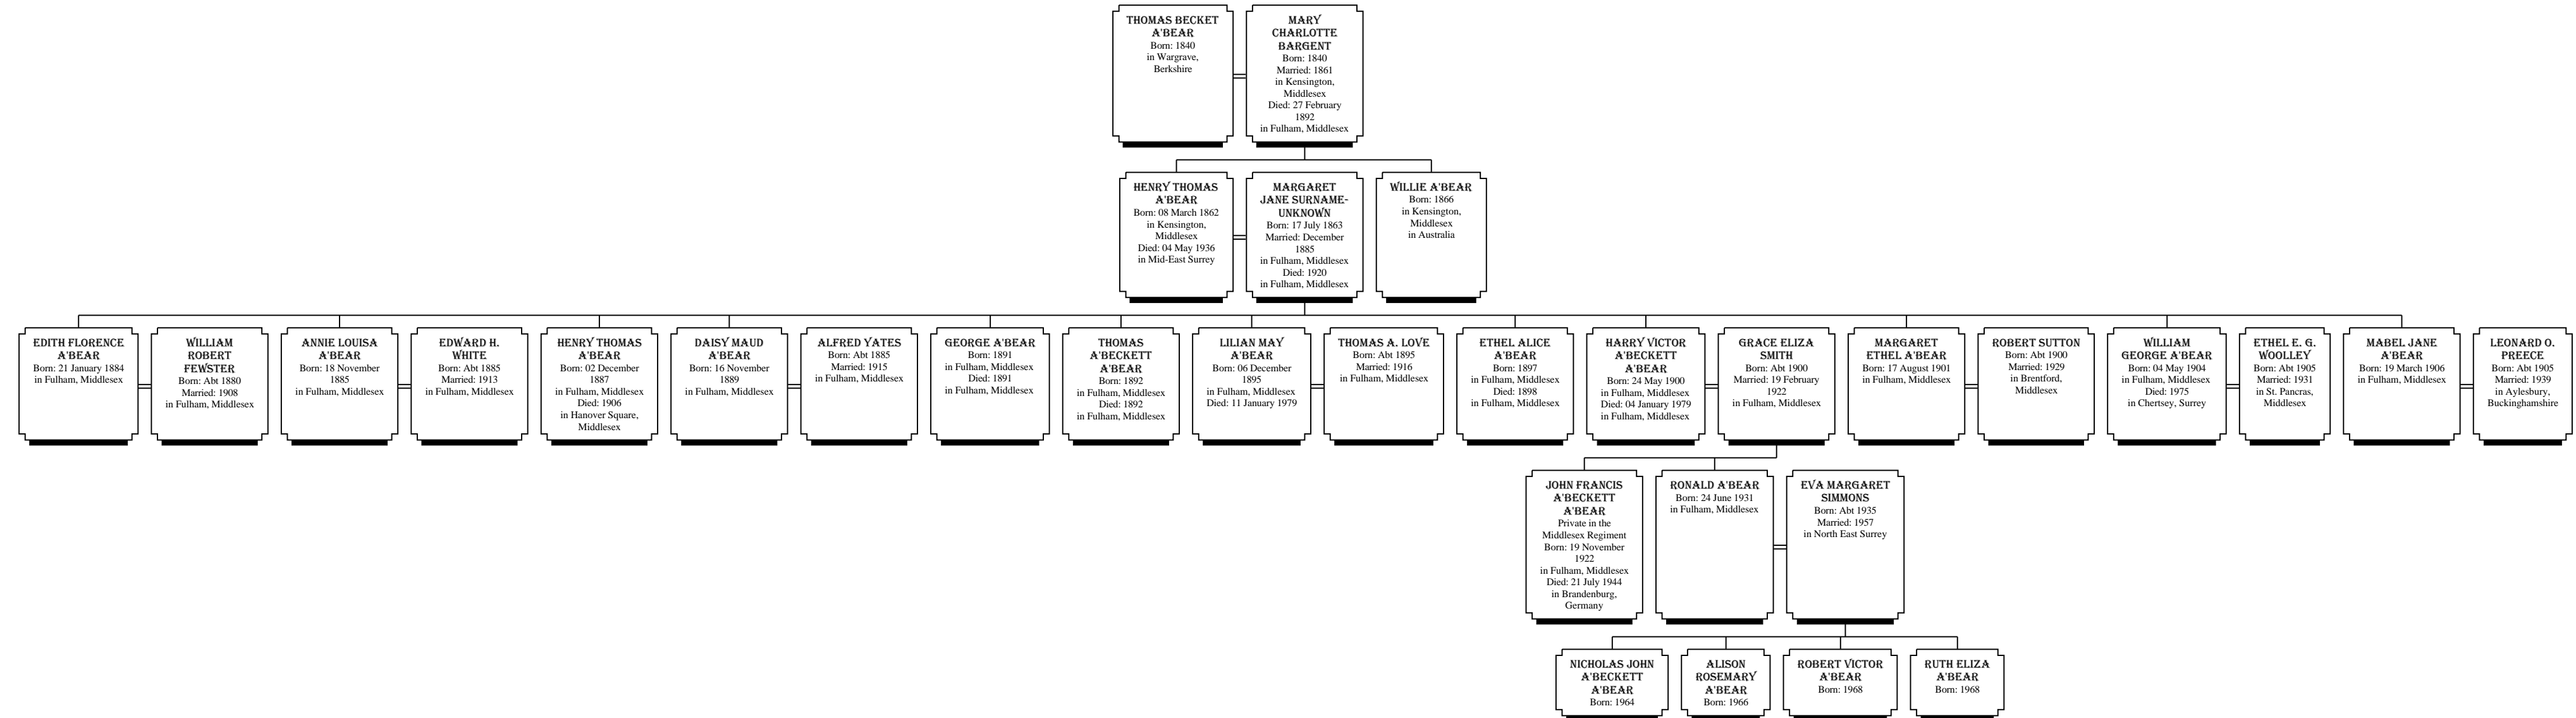 THOMAS BECKET
A'BEAR
Born: 1840
in Wargrave,
Berkshire
MARY
CHARLOTTE
BARGENT
Born: 1840
Married: 1861
in Kensington,
Middlesex
Died: 27 February
1892
in Fulham, Middlesex
HENRY THOMAS
A'BEAR
Born: 08 March 1862
in Kensington,
Middlesex
Died: 04 May 1936
in Mid-East Surrey
MARGARET
JANE SURNAME-
UNKNOWN
Born: 17 July 1863
Married: December
1885
in Fulham, Middlesex
Died: 1920
in Fulham, Middlesex
WILLIE A'BEAR
Born: 1866
in Kensington,
Middlesex
in Australia
EDITH FLORENCE
A'BEAR
Born: 21 January 1884
in Fulham, Middlesex
WILLIAM
ROBERT
FEWSTER
Born: Abt 1880
Married: 1908
in Fulham, Middlesex
ANNIE LOUISA
A'BEAR
Born: 18 November
1885
in Fulham, Middlesex
EDWARD H.
WHITE
Born: Abt 1885
Married: 1913
in Fulham, Middlesex
HENRY THOMAS
A'BEAR
Born: 02 December
1887
in Fulham, Middlesex
Died: 1906
in Hanover Square,
Middlesex
DAISY MAUD
A'BEAR
Born: 16 November
1889
in Fulham, Middlesex
ALFRED YATES
Born: Abt 1885
Married: 1915
in Fulham, Middlesex
GEORGE A'BEAR
Born: 1891
in Fulham, Middlesex
Died: 1891
in Fulham, Middlesex
THOMAS
A'BECKETT
A'BEAR
Born: 1892
in Fulham, Middlesex
Died: 1892
in Fulham, Middlesex
LILIAN MAY
A'BEAR
Born: 06 December
1895
in Fulham, Middlesex
Died: 11 January 1979
THOMAS A. LOVE
Born: Abt 1895
Married: 1916
in Fulham, Middlesex
ETHEL ALICE
A'BEAR
Born: 1897
in Fulham, Middlesex
Died: 1898
in Fulham, Middlesex
HARRY VICTOR
A'BECKETT
A'BEAR
Born: 24 May 1900
in Fulham, Middlesex
Died: 04 January 1979
in Fulham, Middlesex
GRACE ELIZA
SMITH
Born: Abt 1900
Married: 19 February
1922
in Fulham, Middlesex
MARGARET
ETHEL A'BEAR
Born: 17 August 1901
in Fulham, Middlesex
ROBERT SUTTON
Born: Abt 1900
Married: 1929
in Brentford,
Middlesex
WILLIAM
GEORGE A'BEAR
Born: 04 May 1904
in Fulham, Middlesex
Died: 1975
in Chertsey, Surrey
ETHEL E. G.
WOOLLEY
Born: Abt 1905
Married: 1931
in St. Pancras,
Middlesex
MABEL JANE
A'BEAR
Born: 19 March 1906
in Fulham, Middlesex
LEONARD O.
PREECE
Born: Abt 1905
Married: 1939
in Aylesbury,
Buckinghamshire
JOHN FRANCIS
A'BECKETT
A'BEAR
Private in the
Middlesex Regiment
Born: 19 November
1922
in Fulham, Middlesex
Died: 21 July 1944
in Brandenburg,
Germany
RONALD A'BEAR
Born: 24 June 1931
in Fulham, Middlesex
EVA MARGARET
SIMMONS
Born: Abt 1935
Married: 1957
in North East Surrey
NICHOLAS JOHN
A'BECKETT
A'BEAR
Born: 1964
ALISON
ROSEMARY
A'BEAR
Born: 1966
ROBERT VICTOR
A'BEAR
Born: 1968
RUTH ELIZA
A'BEAR
Born: 1968